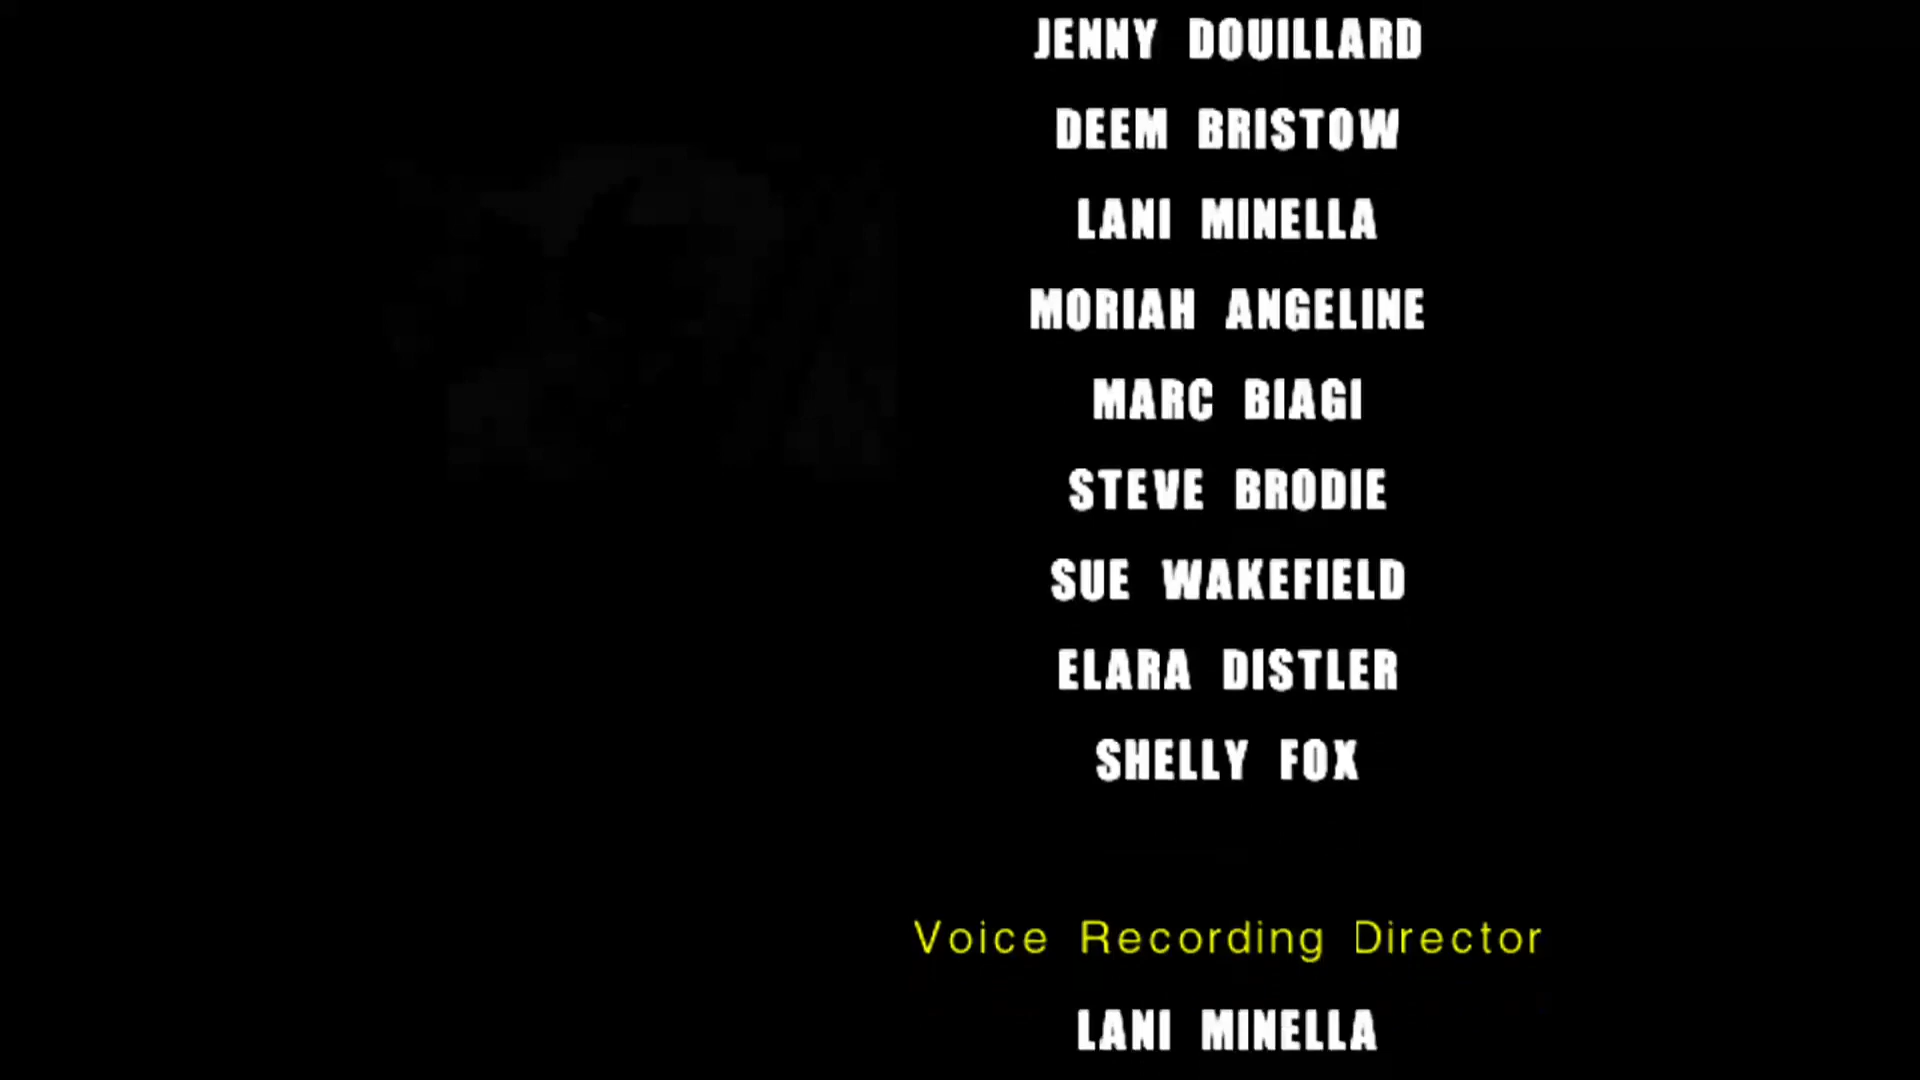 JENNY DOUILLARD
DEEM BRISTOW
LANI MINELLA
MORIAH ANGELINE
MARC BIAGI
STEVE BRODIE
SUE WAKEFIELD
ELARA DISTLER
SHELLY FOX
Voice Recording Director
LANI MINELLA